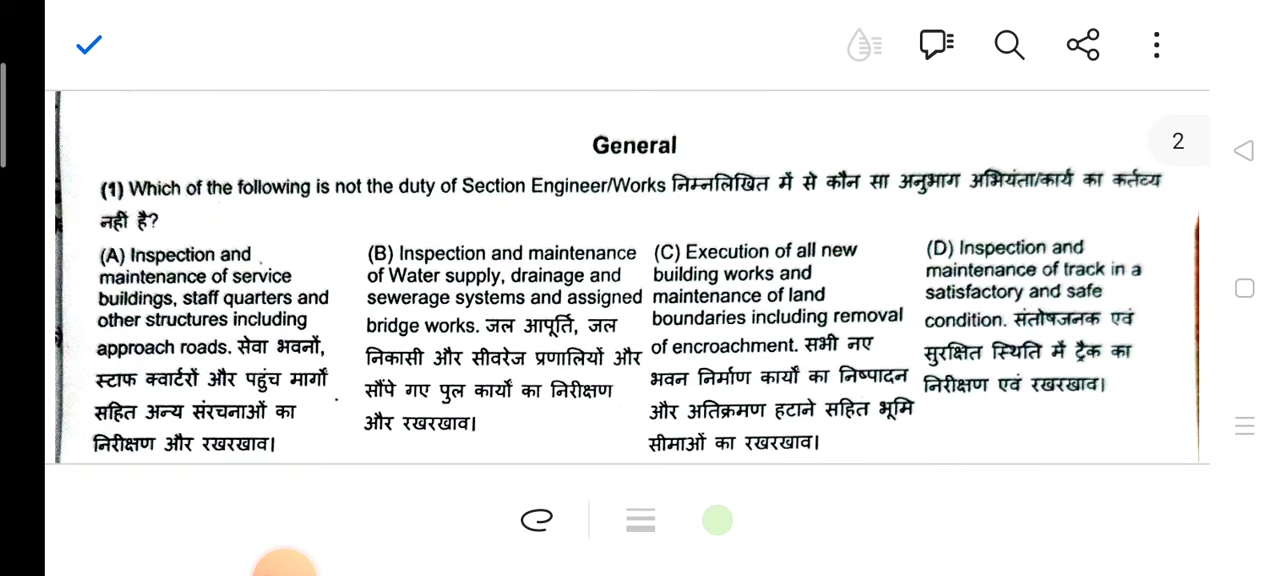 General
2
(1) Which of the following is not the duty of Section Engineer/Works निम्नलिखित में से कौन सा अनुभाग अभियंता/कार्य का कर्तव्य
नहीं है?
(A) Inspection and
maintenance of service
buildings, staff quarters and
other structures including
approach roads. सेवा भवनों,
स्टाफ क्वार्टरों और पहुंच मार्गों
सहित अन्य संरचनाओं का
निरीक्षण और रखरखाव।
(B) Inspection and maintenance
of Water supply, drainage and
sewerage systems and assigned
bridge works. जल आपूर्ति, जल
निकासी और सीवरेज प्रणालियों और
सौंपे गए पुल कार्यों का निरीक्षण
और रखरखाव।
(C) Execution of all new
building works and
maintenance of land
boundaries including removal
of encroachment. सभी नए
भवन निर्माण कार्यों का निष्पादन
और अतिक्रमण हटाने सहित भूमि
सीमाओं का रखरखाव।
(D) Inspection and
maintenance of track in a
satisfactory and safe
condition. संतोषजनक एवं
सुरक्षित स्थिति में ट्रैक का
निरीक्षण एवं रखरखाव।